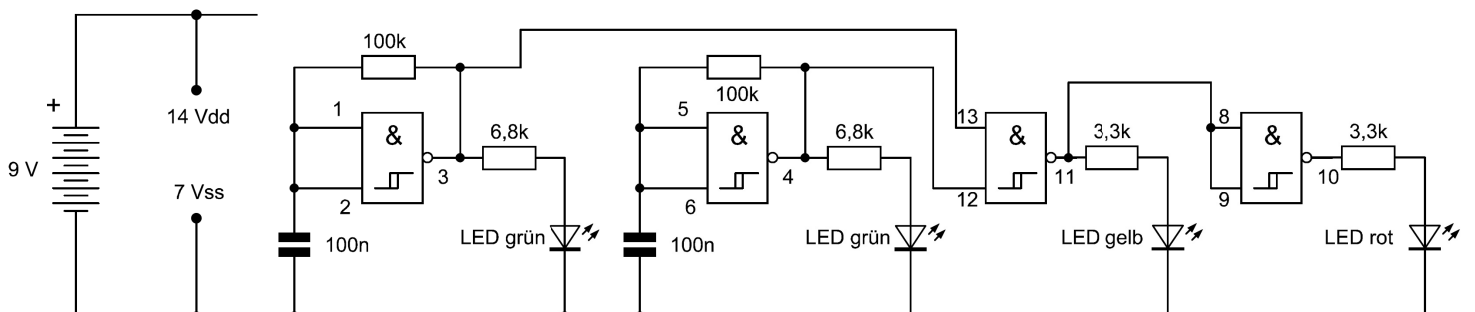 +
9 V
14 Vdd
7 Vss
100k
1
2
&
3
6,8k
100n
LED grün
100k
5
6
&
4
6,8k
100n
LED grün
13
12
&
11
3,3k
LED gelb
8
9
&
10
3,3k
LED rot